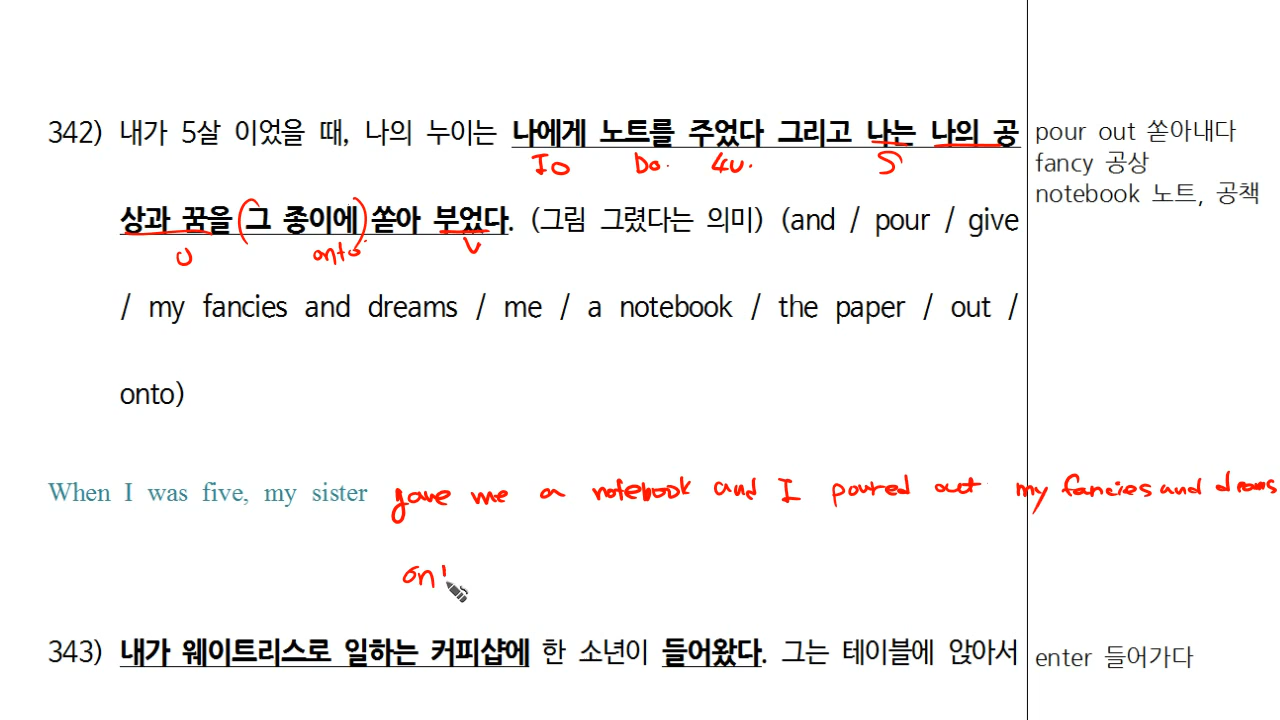 342) 내가 5살 이었을 때, 나의 누이는 나에게 노트를 주었다 그리고 나는 나의 공
IO DO. 4V. S
상과 꿈을 (그 종이에) 쏟아 부었다. (그림 그렸다는 의미) (and / pour / give
O onto V
/ my fancies and dreams / me / a notebook / the paper / out /
onto)
When I was five, my sister gave me a notebook and I poured out my fancies and dreams
on
343) 내가 웨이트리스로 일하는 커피샵에 한 소년이 들어왔다. 그는 테이블에 앉아서
pour out 쏟아내다
fancy 공상
notebook 노트, 공책
enter 들어가다